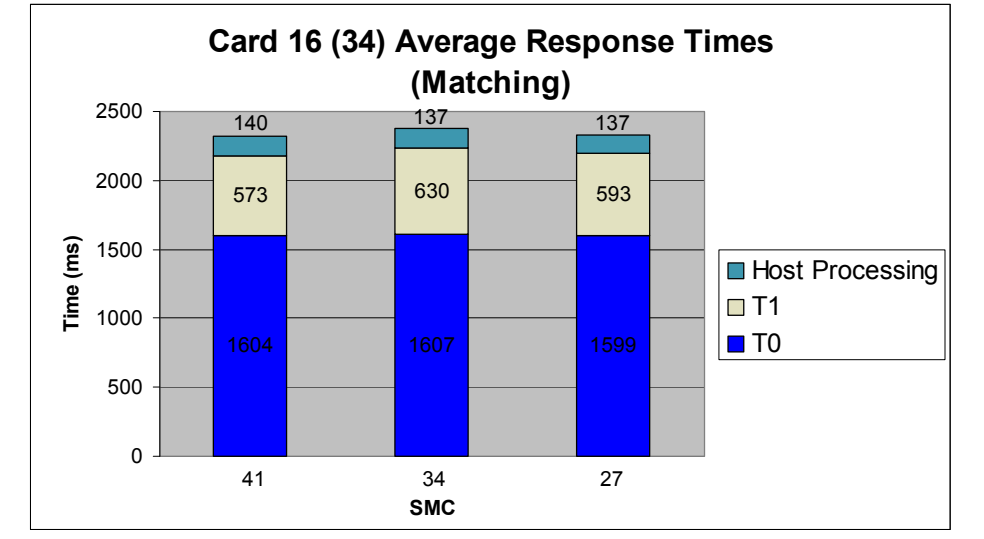 Card 16 (34) Average Response Times
(Matching)
2500
2000
1500
1000
500
0
Time (ms)
140
137
137
573
630
593
1604
1607
1599
41
34
27
SMC
Host Processing
T1
T0